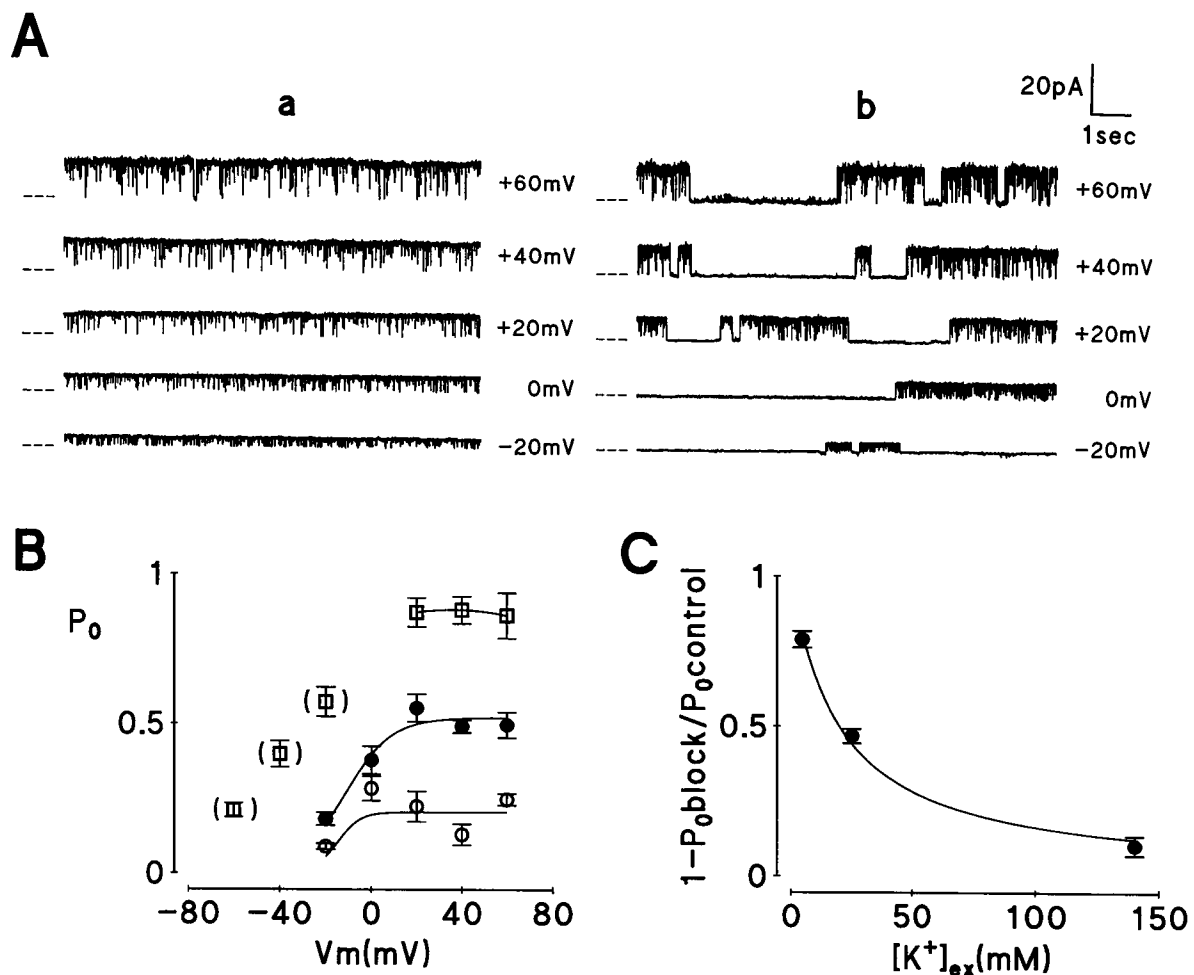 A
a
b
20pA
1sec
+60mV
+40mV
+20mV
0mV
−20mV
+60mV
+40mV
+20mV
0mV
−20mV
B
P0
1
0.5
0
−80
−40
0
40
80
Vm(mV)
C
1−P0block/P0control
1
0.5
0
0
50
100
150
[K+]ex(mM)